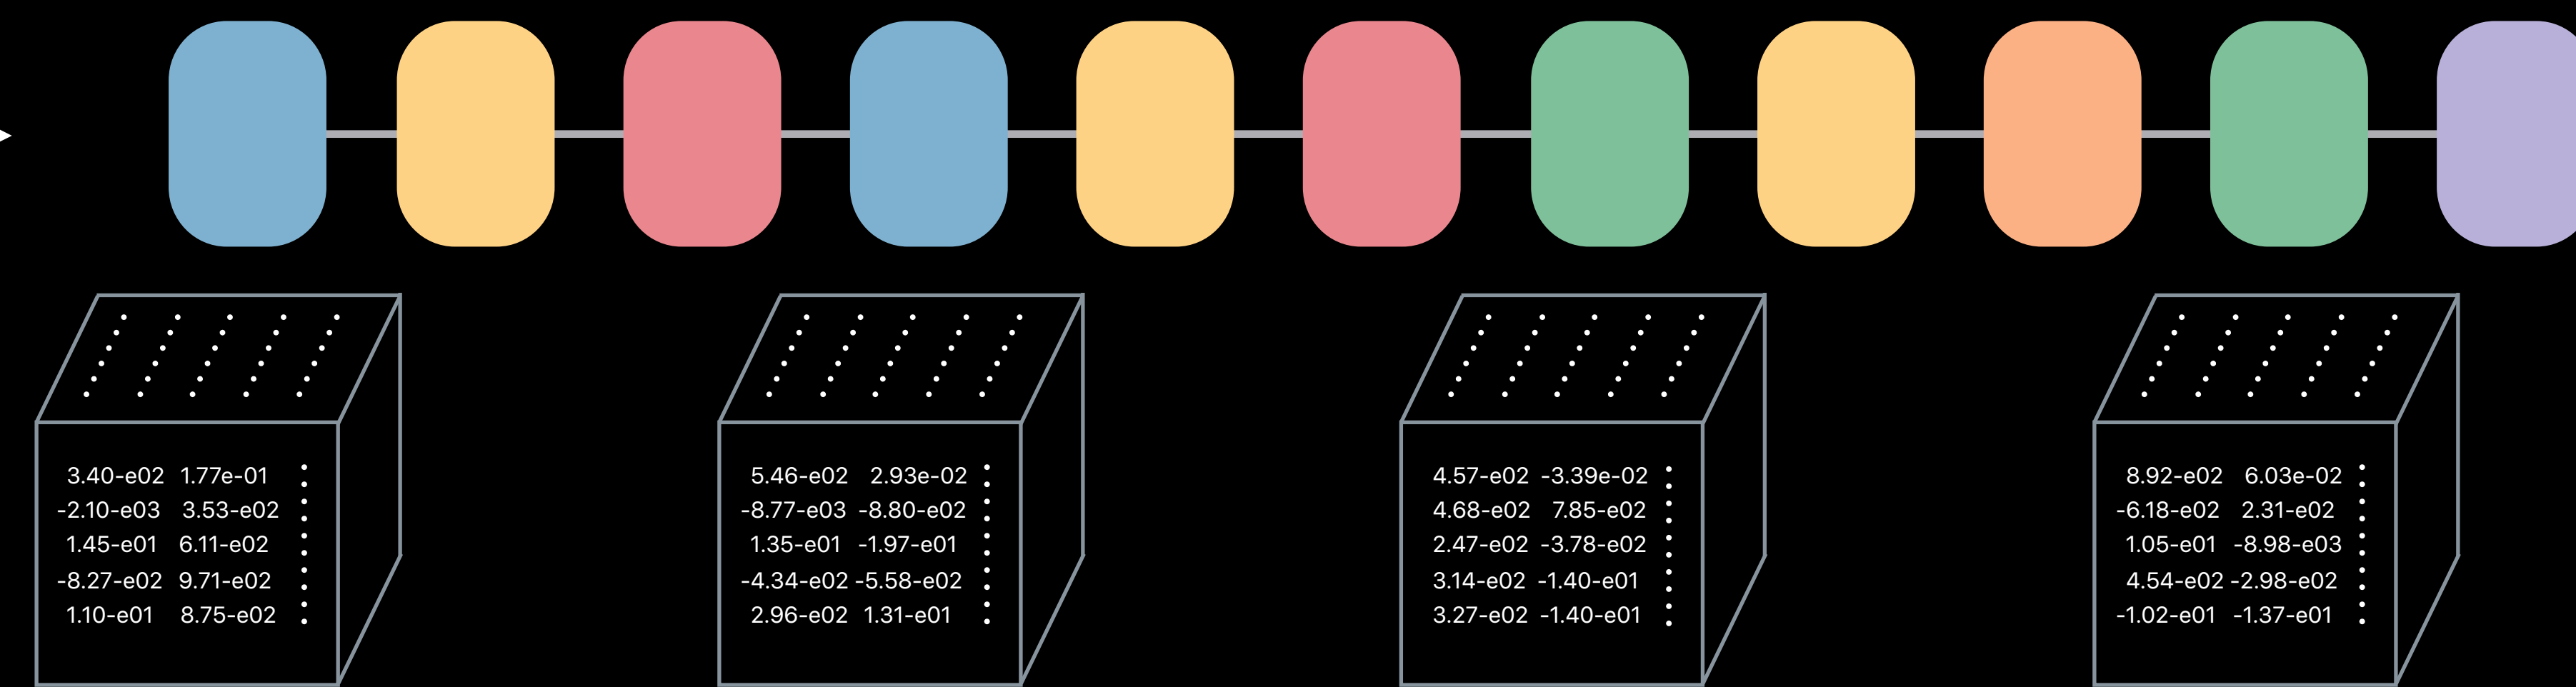 3.40-e02 1.77e-01
-2.10-e03 3.53-e02
1.45-e01 6.11-e02
-8.27-e02 9.71-e02
1.10-e01 8.75-e02
5.46-e02 2.93-e02
-8.77-e03 -8.80-e02
1.35-e01 -1.97-e01
-4.34-e02 -5.58-e02
2.96-e02 1.31-e01
4.57-e02 -3.39e-02
4.68-e02 7.85-e02
2.47-e02 -3.78-e02
3.14-e02 -1.40-e01
3.27-e02 -1.40-e01
8.92-e02 6.03e-02
-6.18-e02 2.31-e02
1.05-e01 -8.98-e03
4.54-e02 -2.98-e02
-1.02-e01 -1.37-e01